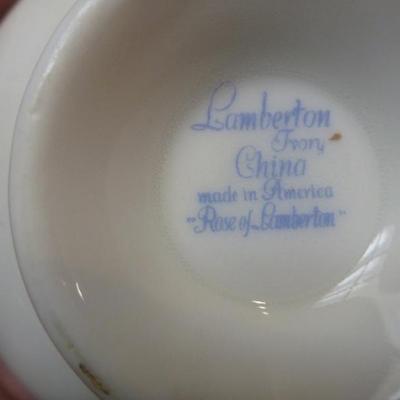 Lamberton
Ivory
China
made in America
"Rose of Lamberton"